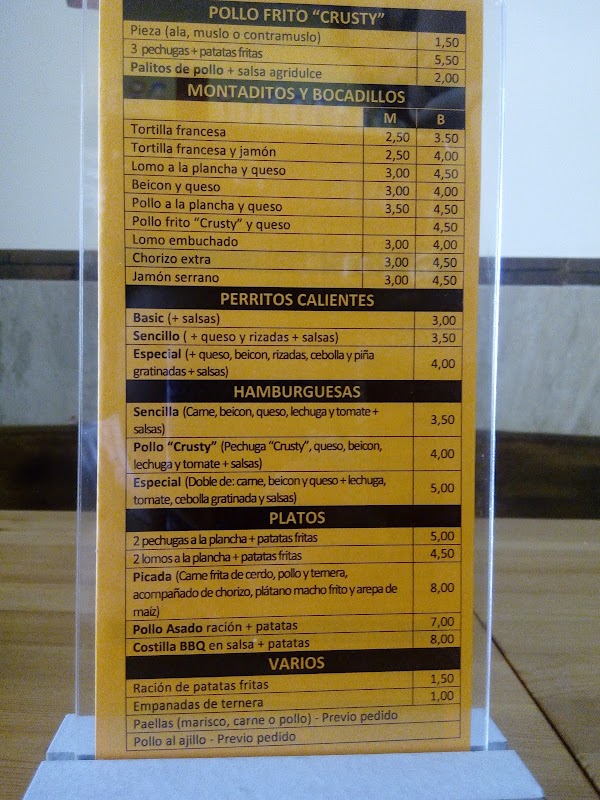 POLLO FRITO “CRUSTY”
Pieza (ala, muslo o contramuslo) 1,50
3 pechugas + patatas fritas 5,50
Palitos de pollo + salsa agridulce 2,00
MONTADITOS Y BOCADILLOS
M B
Tortilla francesa 2,50 3.50
Tortilla francesa y jamón 2,50 4,00
Lomo a la plancha y queso 3,00 4,50
Beicon y queso 3,00 4,00
Pollo a la plancha y queso 3,50 4,50
Pollo frito “Crusty” y queso 4,50
Lomo embuchado 3,00 4,00
Chorizo extra 3,00 4,50
Jamón serrano 3,00 4,50
PERRITOS CALIENTES
Basic (+ salsas) 3,00
Sencillo ( + queso y rizadas + salsas) 3,50
Especial (+ queso, beicon, rizadas, cebolla y piña
gratinadas + salsas) 4,00
HAMBURGUESAS
Sencilla (Carne, beicon, queso, lechuga y tomate +
salsas) 3,50
Pollo “Crusty” (Pechuga “Crusty”, queso, beicon,
lechuga y tomate + salsas) 4,00
Especial (Doble de: carne, beicon y queso + lechuga,
tomate, cebolla gratinada y salsas) 5,00
PLATOS
2 pechugas a la plancha + patatas fritas 5,00
2 lomos a la plancha + patatas fritas 4,50
Picada (Carne frita de cerdo, pollo y ternera,
acompañado de chorizo, plátano macho frito y arepa de 8,00
maíz)
Pollo Asado ración + patatas 7,00
Costilla BBQ en salsa + patatas 8,00
VARIOS
Ración de patatas fritas 1,50
Empanadas de ternera 1,00
Paellas (marisco, carne o pollo) - Previo pedido
Pollo al ajillo - Previo pedido